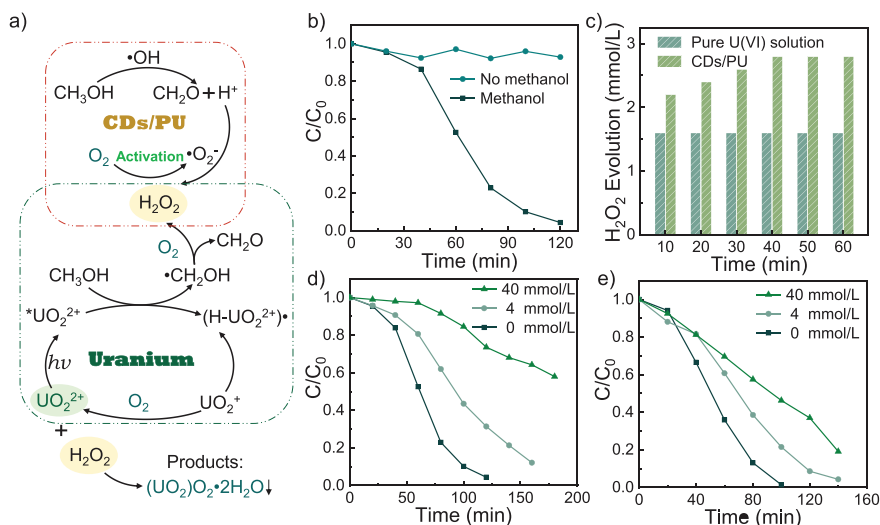 a)
•OH
CH₃OH
CH₂O + H⁺
CDs/PU
O₂ Activation •O₂⁻
H₂O₂
O₂
CH₂O
CH₃OH
•CH₂OH
*UO₂²⁺
(H-UO₂²⁺)•
hν
Uranium
UO₂²⁺
O₂
UO₂⁺
+
H₂O₂
Products:
(UO₂)O₂•2H₂O↓
b)
C/C₀
1.0
0.8
0.6
0.4
0.2
0.0
No methanol
Methanol
0 30 60 90 120
Time (min)
c)
H₂O₂ Evolution (mmol/L)
3
2
1
0
Pure U(VI) solution
CDs/PU
10 20 30 40 50 60
Time (min)
d)
C/C₀
1.0
0.8
0.6
0.4
0.2
0.0
40 mmol/L
4 mmol/L
0 mmol/L
0 50 100 150 200
Time (min)
e)
C/C₀
1.0
0.8
0.6
0.4
0.2
0.0
40 mmol/L
4 mmol/L
0 mmol/L
0 40 80 120 160
Time (min)